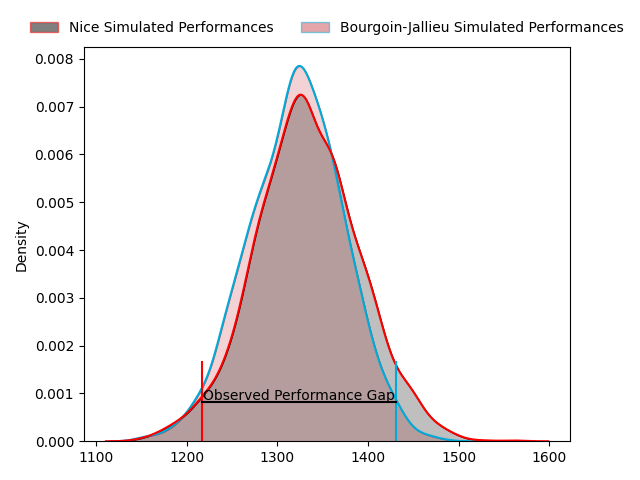 Nice Simulated Performances Bourgoin-Jallieu Simulated Performances
0.008
0.007
0.006
0.005
0.004
0.003
0.002
0.001
0.000
Density
Observed Performance Gap
1100 1200 1300 1400 1500 1600